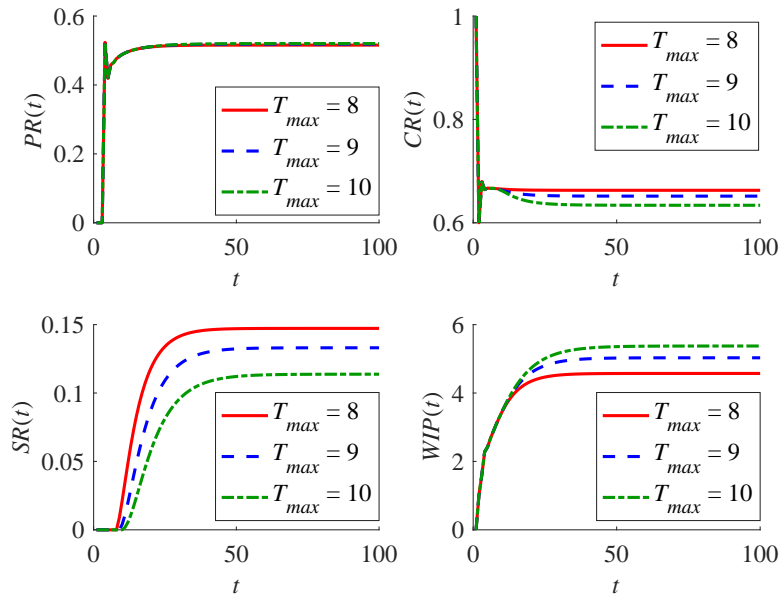 0.6
0.4
0.2
0
PR(t)
T_max = 8
T_max = 9
T_max = 10
0 50 100
t
1
0.8
0.6
CR(t)
T_max = 8
T_max = 9
T_max = 10
0 50 100
t
0.15
0.1
0.05
0
SR(t)
T_max = 8
T_max = 9
T_max = 10
0 50 100
t
6
4
2
0
WIP(t)
T_max = 8
T_max = 9
T_max = 10
0 50 100
t